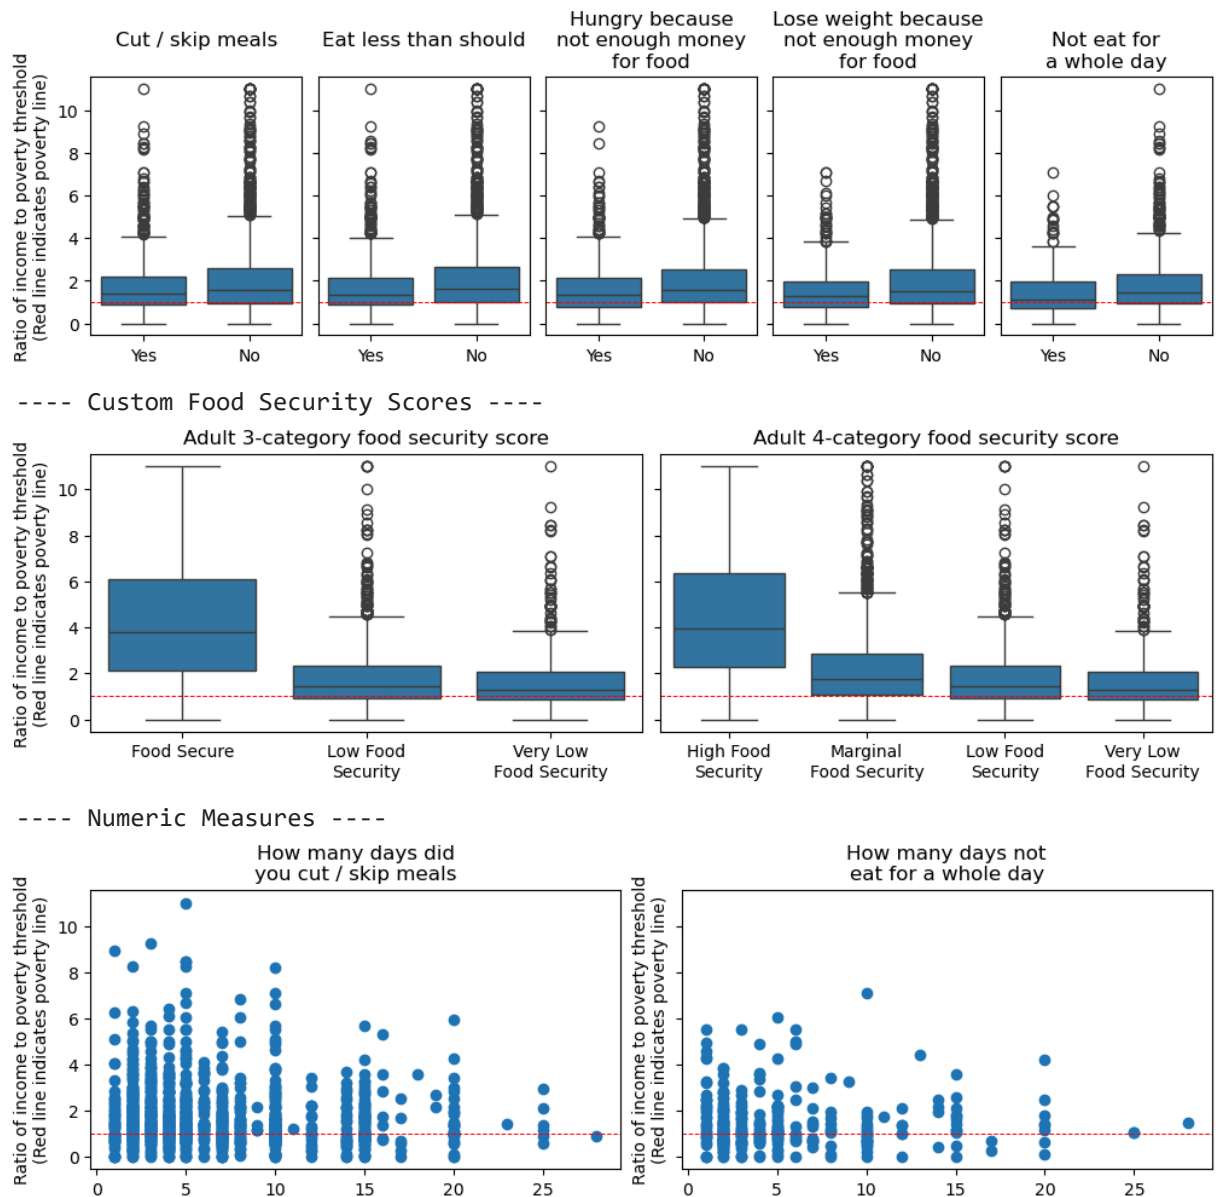 Cut / skip meals
Eat less than should
Hungry because
not enough money
for food
Lose weight because
not enough money
for food
Not eat for
a whole day
Ratio of income to poverty threshold
(Red line indicates poverty line)
10
8
6
4
2
0
Yes
No
Yes
No
Yes
No
Yes
No
Yes
No
---- Custom Food Security Scores ----
Adult 3-category food security score
Adult 4-category food security score
Ratio of income to poverty threshold
(Red line indicates poverty line)
10
8
6
4
2
0
Food Secure
Low Food
Security
Very Low
Food Security
High Food
Security
Marginal
Food Security
Low Food
Security
Very Low
Food Security
---- Numeric Measures ----
How many days did
you cut / skip meals
Ratio of income to poverty threshold
(Red line indicates poverty line)
10
8
6
4
2
0
0
5
10
15
20
25
How many days not
eat for a whole day
Ratio of income to poverty threshold
(Red line indicates poverty line)
0
5
10
15
20
25